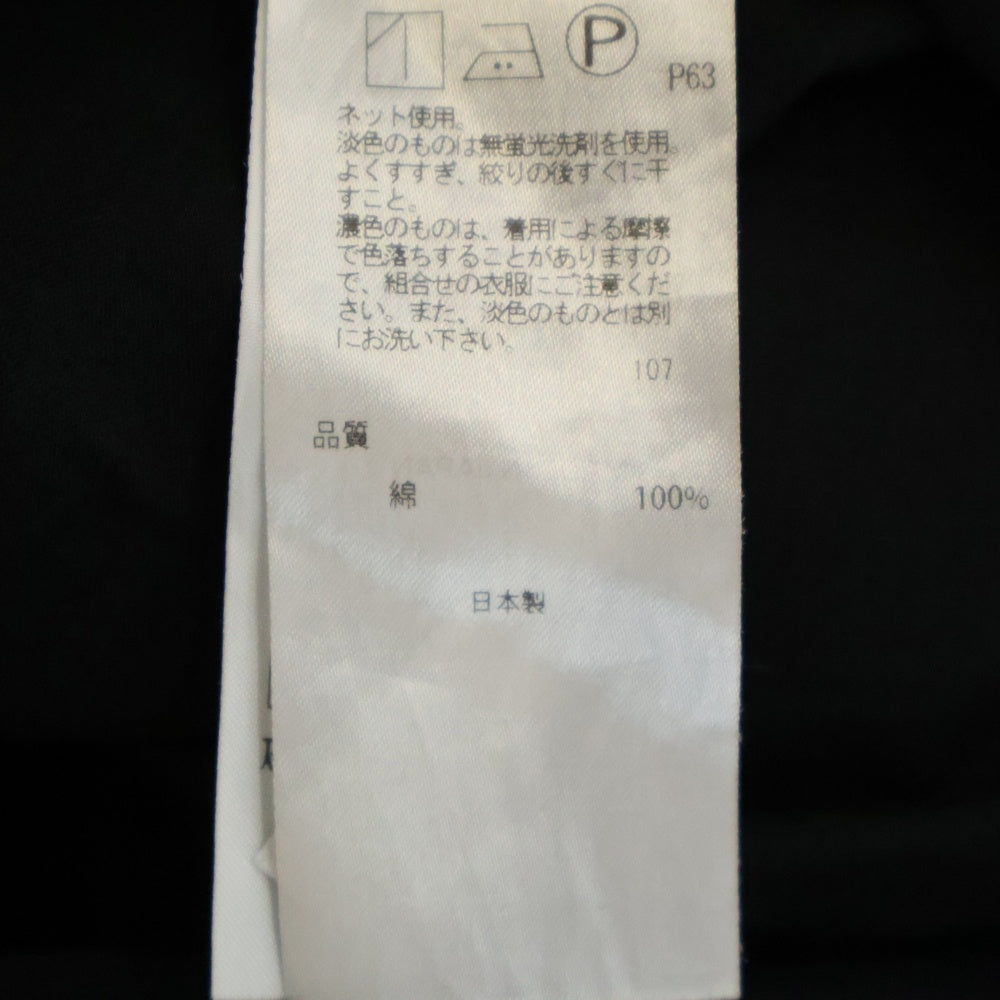 P
P63
ネット使用。
淡色のものは無蛍光洗剤を使用。
よくすすぎ、絞りの後すぐに干
すこと。
濃色のものは、着用による摩擦
で色落ちすることがありますの
で、組合せの衣服にご注意くだ
さい。また、淡色のものとは別
にお洗い下さい。
107
品質
綿 100%
日本製